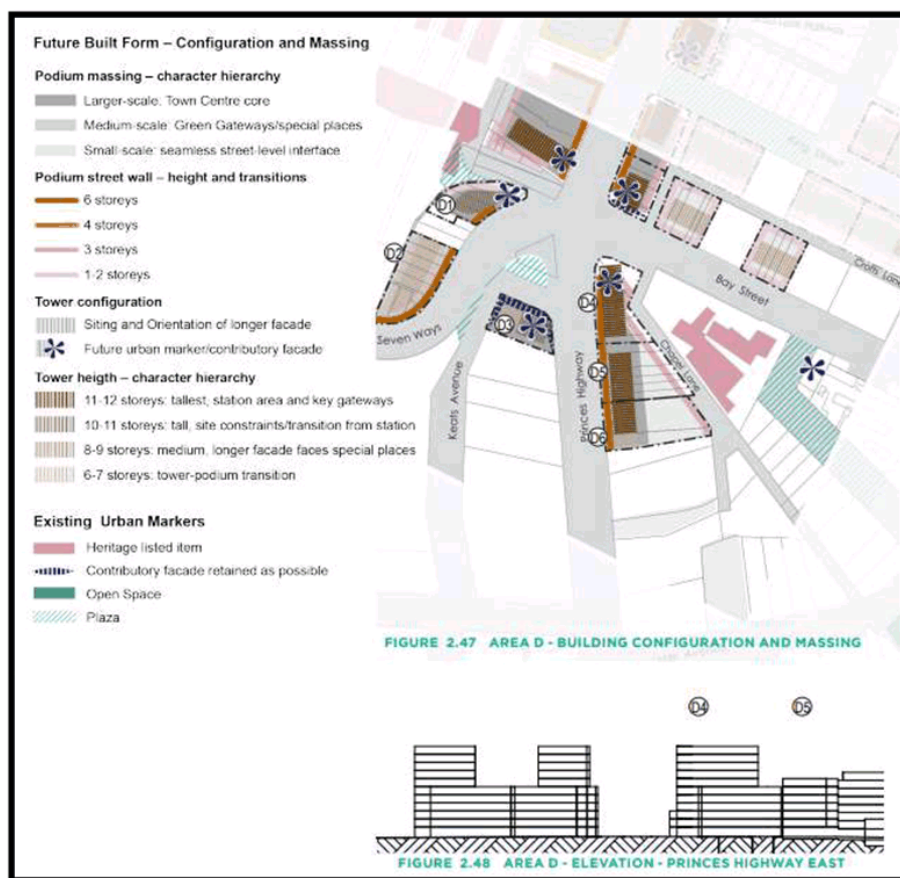 Future Built Form – Configuration and Massing
Podium massing – character hierarchy
Larger-scale: Town Centre core
Medium-scale: Green Gateways/special places
Small-scale: seamless street-level interface
Podium street wall – height and transitions
6 storeys
4 storeys
3 storeys
1-2 storeys
Tower configuration
Siting and Orientation of longer facade
Future urban marker/contributory facade
Tower heigth – character hierarchy
11-12 storeys: tallest, station area and key gateways
10-11 storeys: tall, site constraints/transition from station
8-9 storeys: medium, longer facade faces special places
6-7 storeys: tower-podium transition
Existing Urban Markers
Heritage listed item
Contributory facade retained as possible
Open Space
Plaza
D1
D2
D3
D4
D5
D6
Seven Ways
Keats Avenue
Princes Highway
Chapel Lane
Bay Street
Crofts Lane
FIGURE 2.47 AREA D - BUILDING CONFIGURATION AND MASSING
D4
D5
FIGURE 2.48 AREA D - ELEVATION - PRINCES HIGHWAY EAST